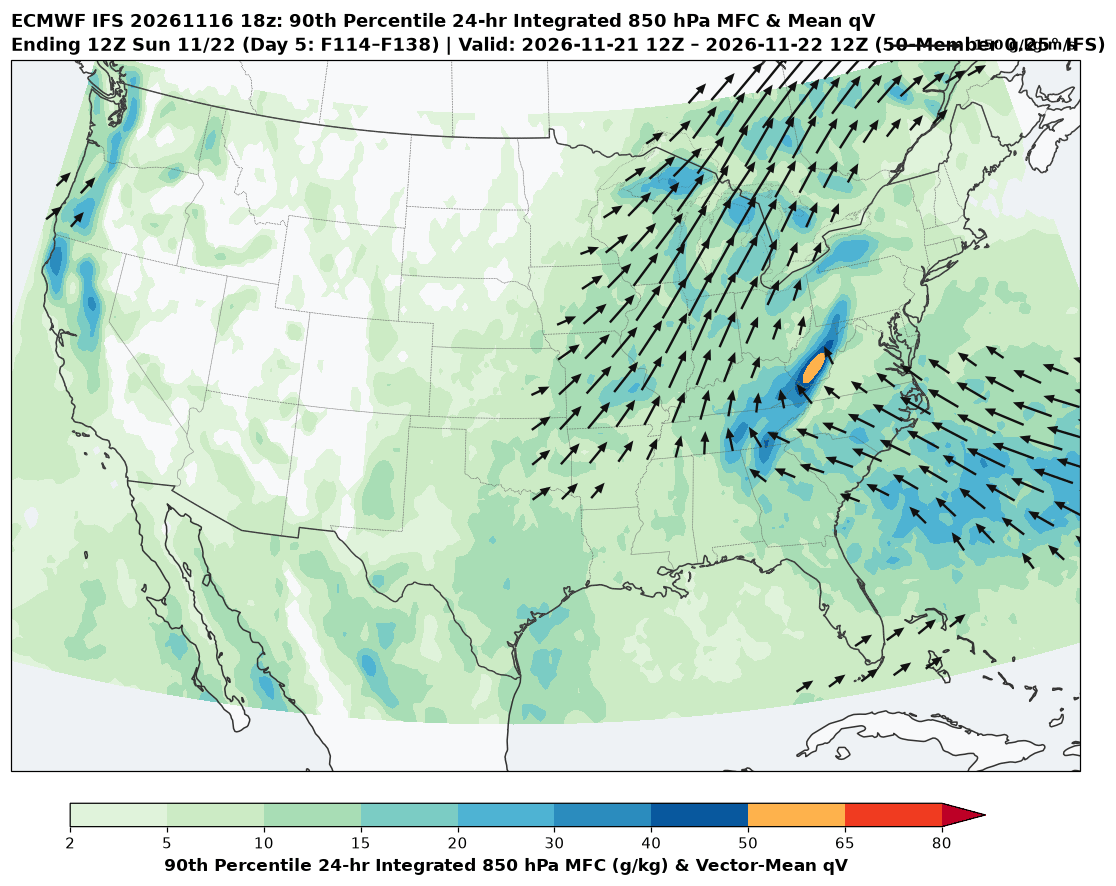 ECMWF IFS 20261116 18z: 90th Percentile 24-hr Integrated 850 hPa MFC & Mean qV
Ending 12Z Sun 11/22 (Day 5: F114–F138) | Valid: 2026-11-21 12Z – 2026-11-22 12Z (50-Member 0.25° IFS)
2 5 10 15 20 30 40 50 65 80
90th Percentile 24-hr Integrated 850 hPa MFC (g/kg) & Vector-Mean qV